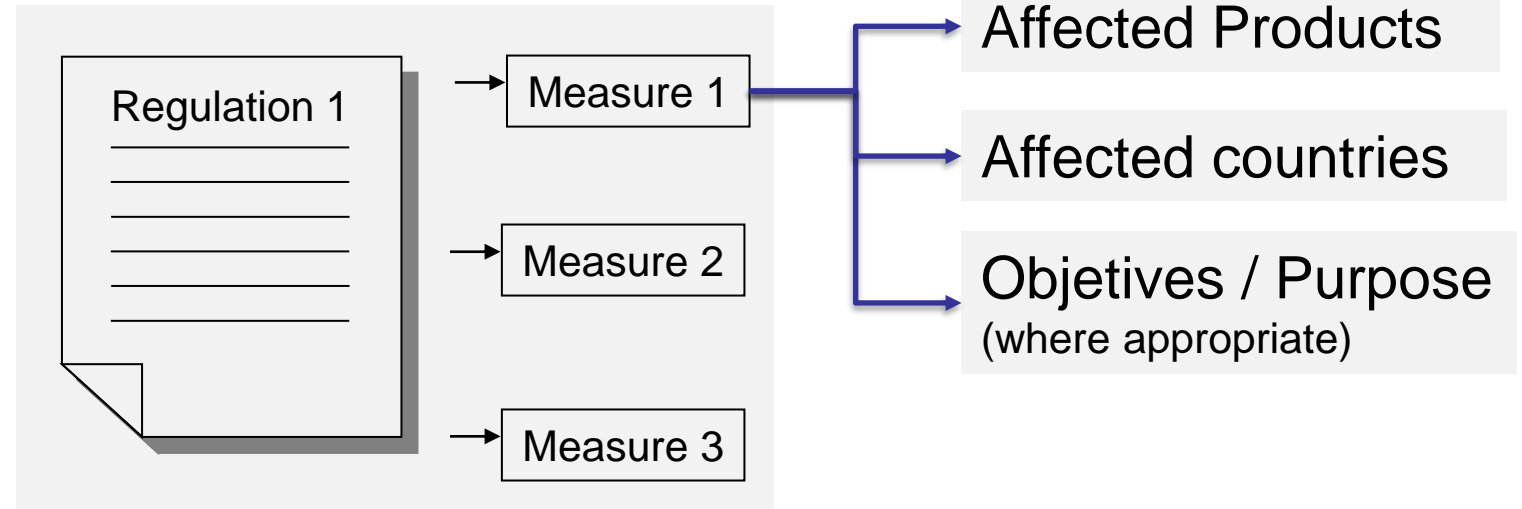 Regulation 1
Measure 1
Measure 2
Measure 3
Affected Products
Affected countries
Objetives / Purpose
(where appropriate)